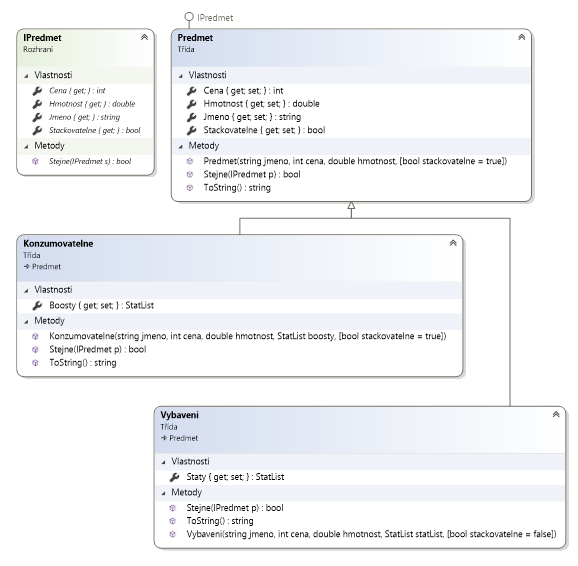 IPredmet
IPredmet
Rozhraní
Vlastnosti
Cena { get; } : int
Hmotnost { get; } : double
Jmeno { get; } : string
Stackovatelne { get; } : bool
Metody
Stejne(IPredmet s) : bool
Predmet
Třída
Vlastnosti
Cena { get; set; } : int
Hmotnost { get; set; } : double
Jmeno { get; set; } : string
Stackovatelne { get; set; } : bool
Metody
Predmet(string jmeno, int cena, double hmotnost, [bool stackovatelne = true])
Stejne(IPredmet p) : bool
ToString() : string
Konzumovatelne
Třída
Predmet
Vlastnosti
Boosty { get; set; } : StatList
Metody
Konzumovatelne(string jmeno, int cena, double hmotnost, StatList boosty, [bool stackovatelne = true])
Stejne(IPredmet p) : bool
ToString() : string
Vybaveni
Třída
Predmet
Vlastnosti
Staty { get; set; } : StatList
Metody
Stejne(IPredmet p) : bool
ToString() : string
Vybaveni(string jmeno, int cena, double hmotnost, StatList statList, [bool stackovatelne = false])